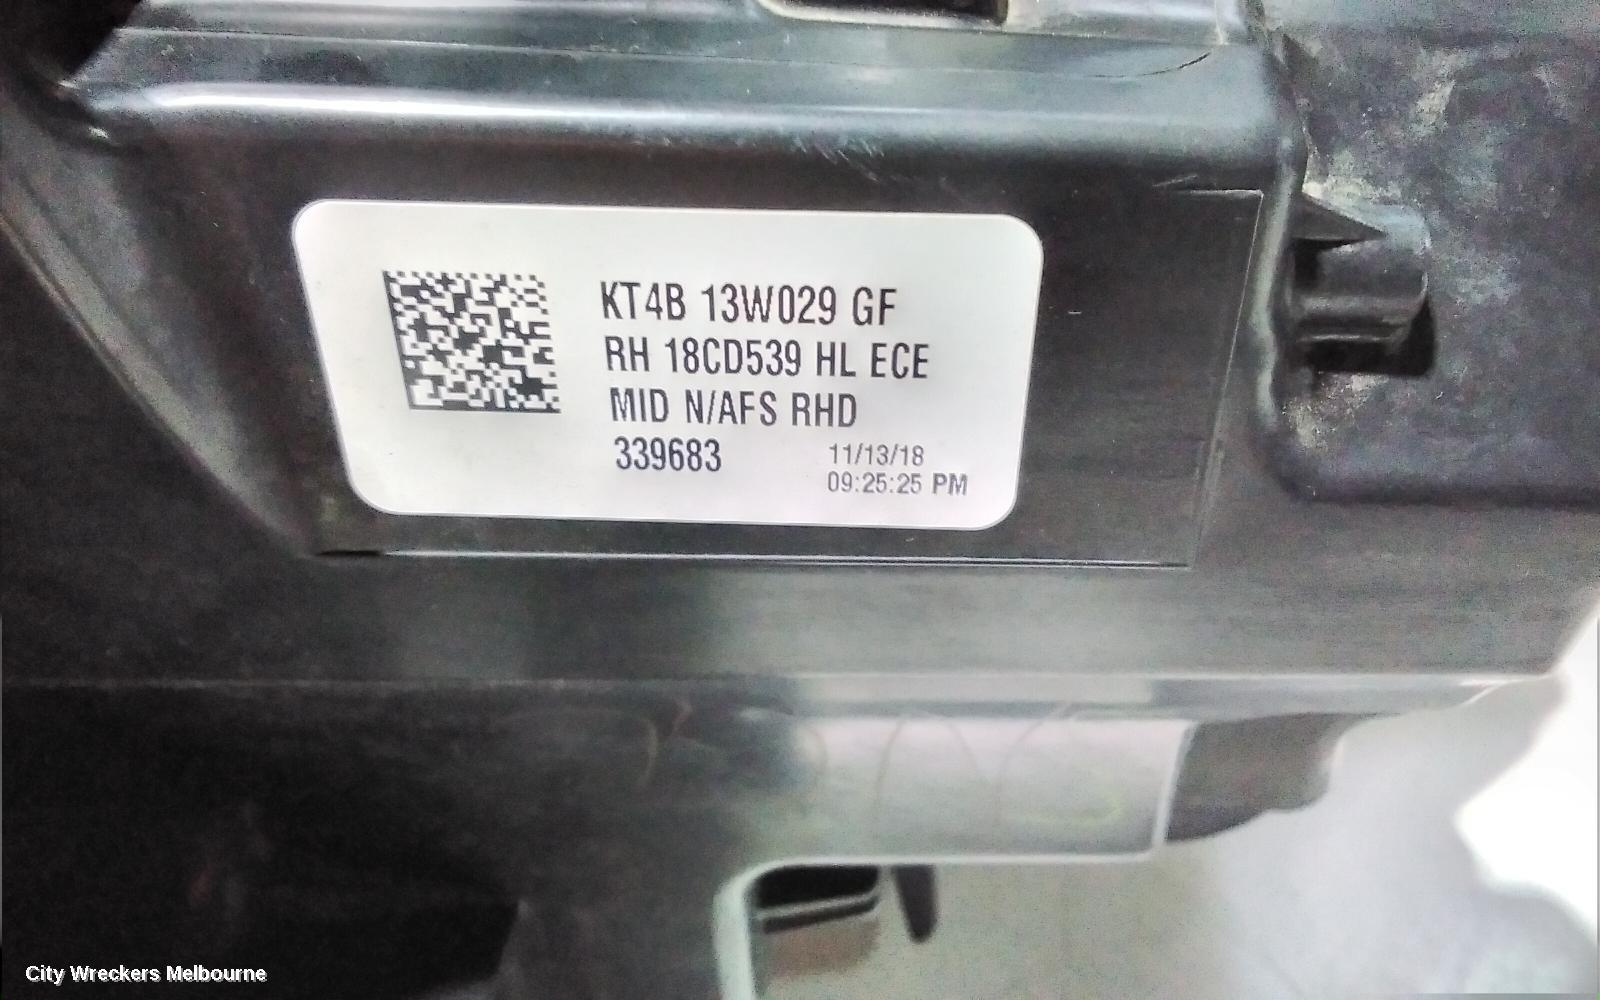 KT4B 13W029 GF
RH 18CD539 HL ECE
MID N/AFS RHD
339683
11/13/18
09:25:25 PM
City Wreckers Melbourne